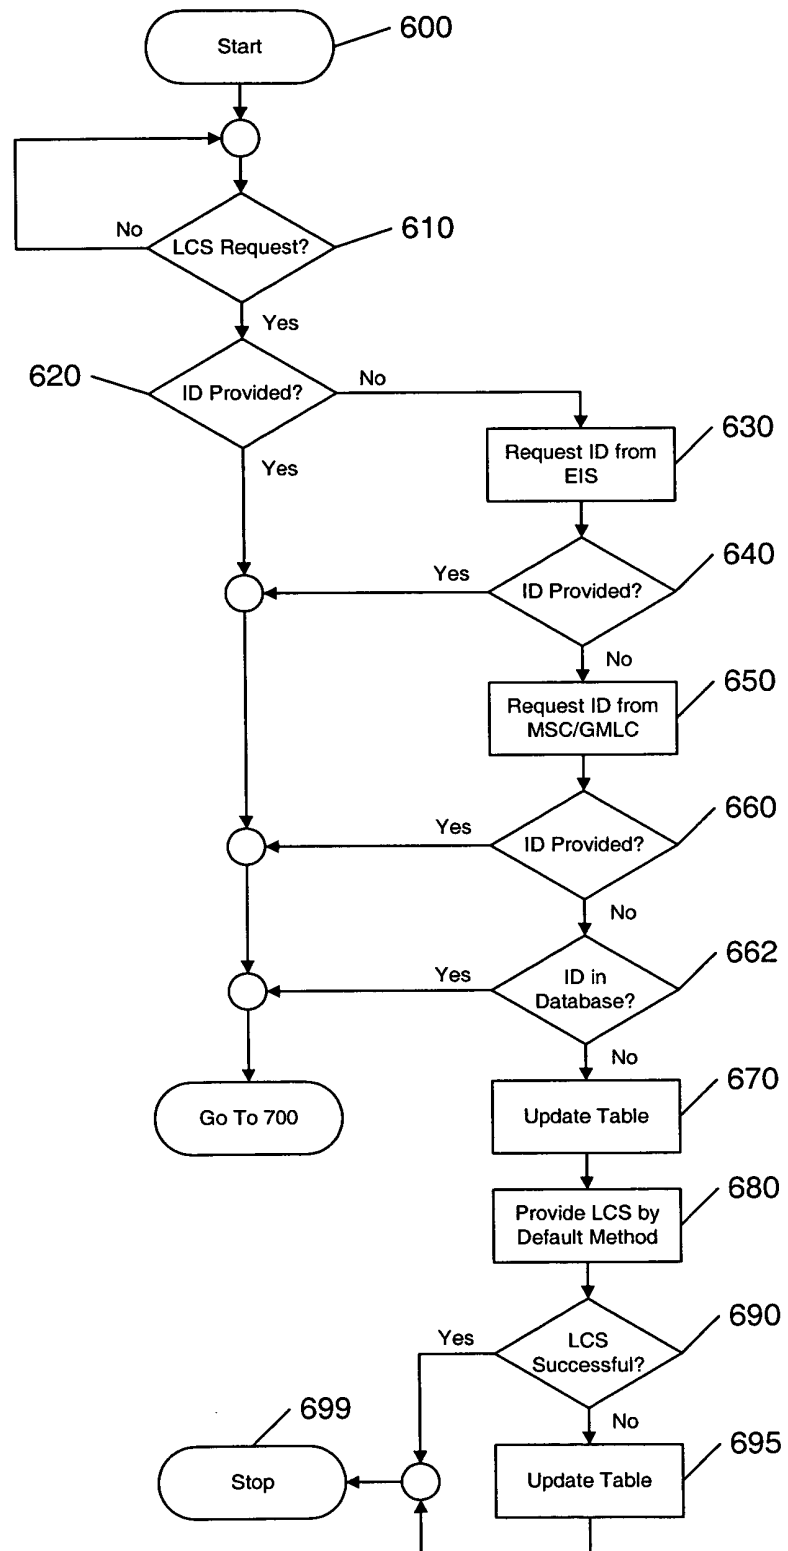 Start
600
No
LCS Request?
610
Yes
620
ID Provided?
No
Yes
Request ID from
EIS
630
Yes
ID Provided?
640
No
Request ID from
MSC/GMLC
650
Yes
ID Provided?
660
No
Yes
ID in
Database?
662
No
Go To 700
Update Table
670
Provide LCS by
Default Method
680
Yes
LCS
Successful?
690
No
699
Stop
Update Table
695